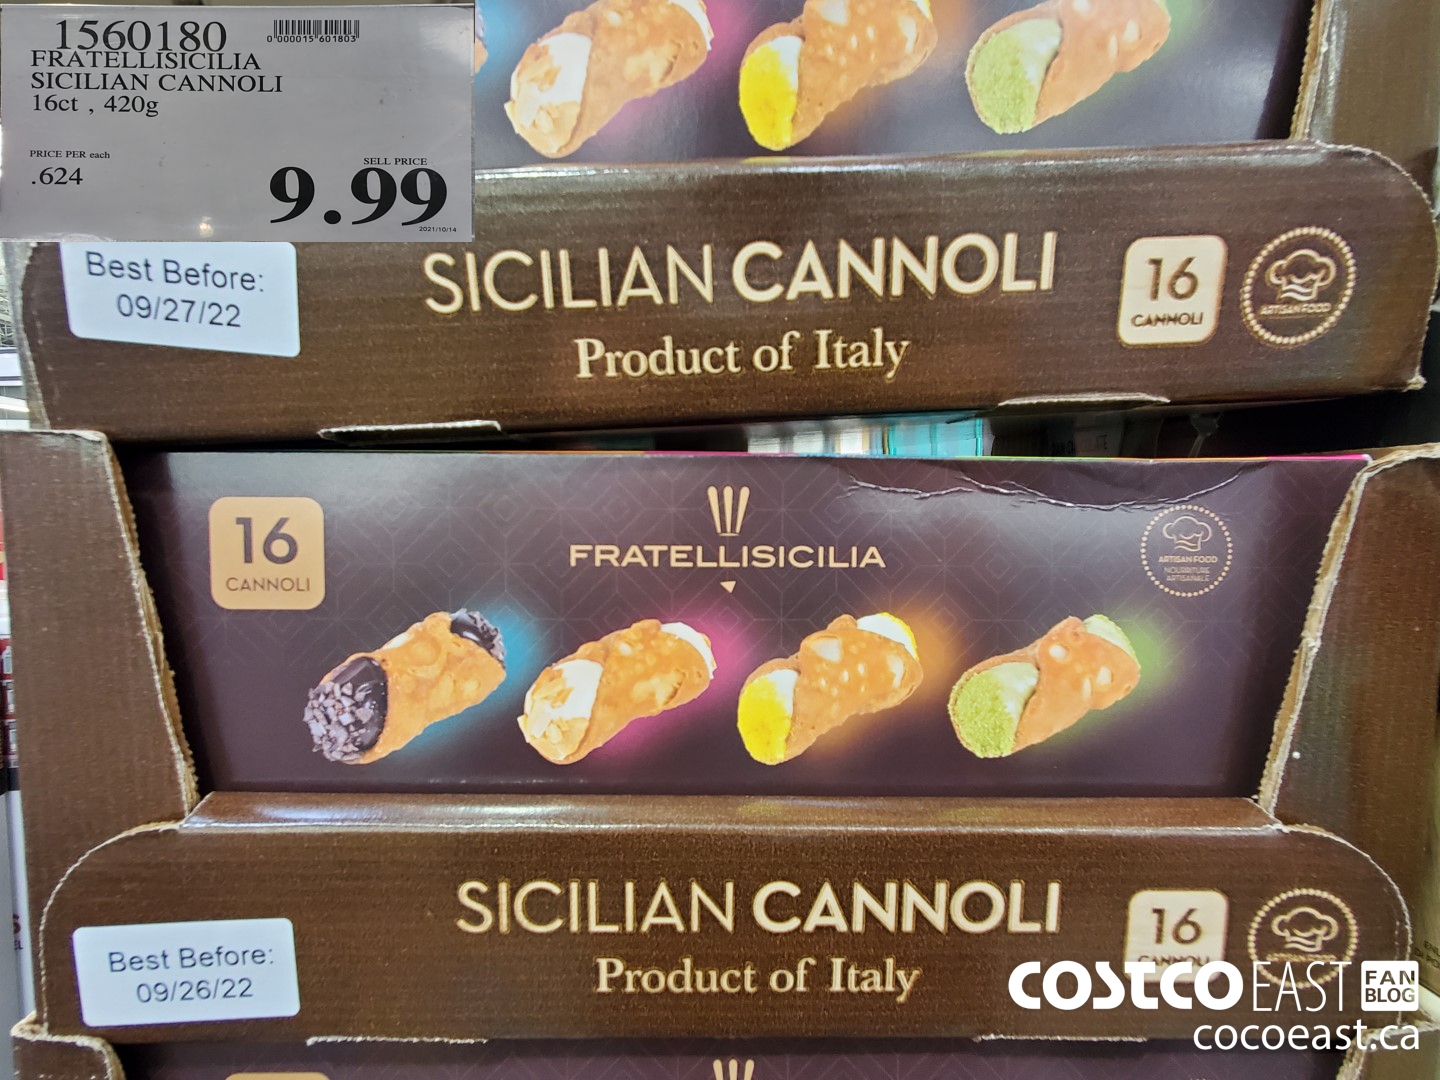 1560180
0 000015 601803
FRATELLISICILIA
SICILIAN CANNOLI
16ct , 420g
PRICE PER each
.624
SELL PRICE
9.99
2021/10/14
Best Before:
09/27/22
SICILIAN CANNOLI
Product of Italy
16
CANNOLI
ARTISAN FOOD
16
CANNOLI
FRATELLISICILIA
ARTISAN FOOD
NOURRITURE
ARTISANALE
SICILIAN CANNOLI
Product of Italy
16
CANNOLI
Best Before:
09/26/22
COSTCO EAST FAN BLOG
cocoeast.ca